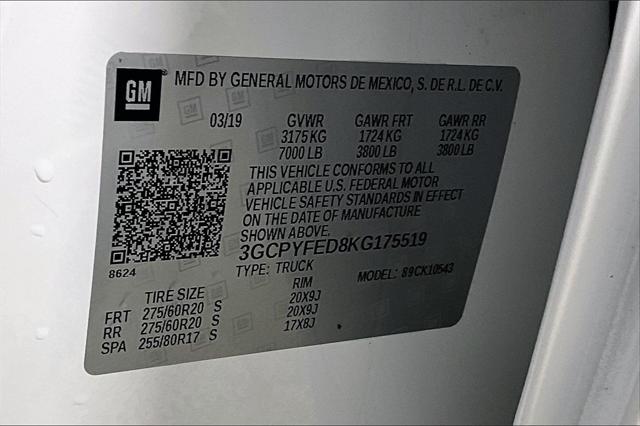 GM ® MFD BY GENERAL MOTORS DE MEXICO, S. DE R.L. DE C.V.
03/19 GVWR GAWR FRT GAWR RR
3175 KG 1724 KG 1724 KG
7000 LB 3800 LB 3800 LB
THIS VEHICLE CONFORMS TO ALL
APPLICABLE U.S. FEDERAL MOTOR
VEHICLE SAFETY STANDARDS IN EFFECT
ON THE DATE OF MANUFACTURE
SHOWN ABOVE.
3GCPYFED8KG175519
8624 TYPE: TRUCK MODEL: 89CK10543
TIRE SIZE RIM
FRT 275/60R20 S 20X9J
RR 275/60R20 S 20X9J
SPA 255/80R17 S 17X8J